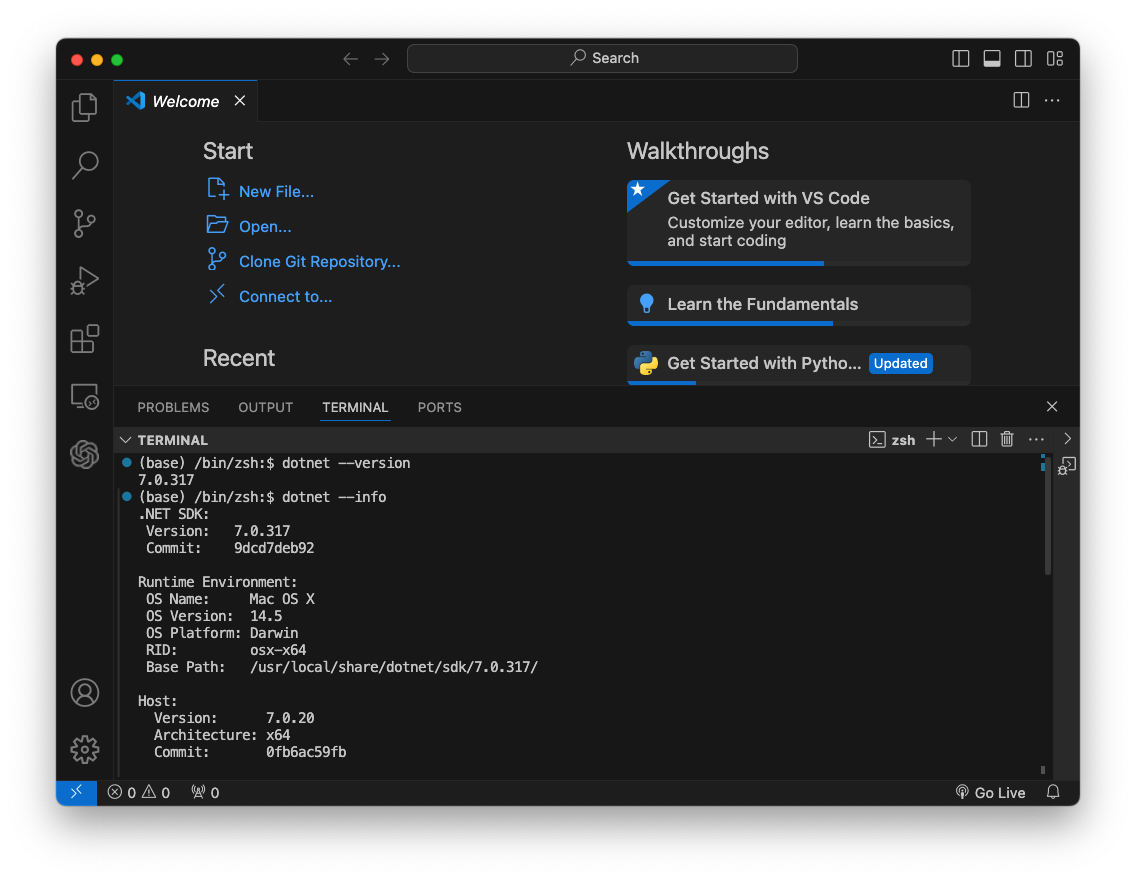 Search
Welcome
Start
New File...
Open...
Clone Git Repository...
Connect to...
Recent
Walkthroughs
Get Started with VS Code
Customize your editor, learn the basics,
and start coding
Learn the Fundamentals
Get Started with Pytho... Updated
PROBLEMS OUTPUT TERMINAL PORTS
TERMINAL zsh
(base) /bin/zsh:$ dotnet --version
7.0.317
(base) /bin/zsh:$ dotnet --info
.NET SDK:
Version: 7.0.317
Commit: 9dcd7deb92
Runtime Environment:
OS Name: Mac OS X
OS Version: 14.5
OS Platform: Darwin
RID: osx-x64
Base Path: /usr/local/share/dotnet/sdk/7.0.317/
Host:
Version: 7.0.20
Architecture: x64
Commit: 0fb6ac59fb
0 0 0 Go Live